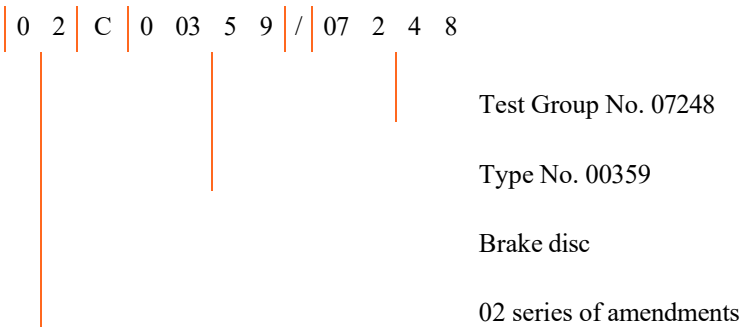 0 2 C 0 03 5 9 / 07 2 4 8
Test Group No. 07248
Type No. 00359
Brake disc
02 series of amendments